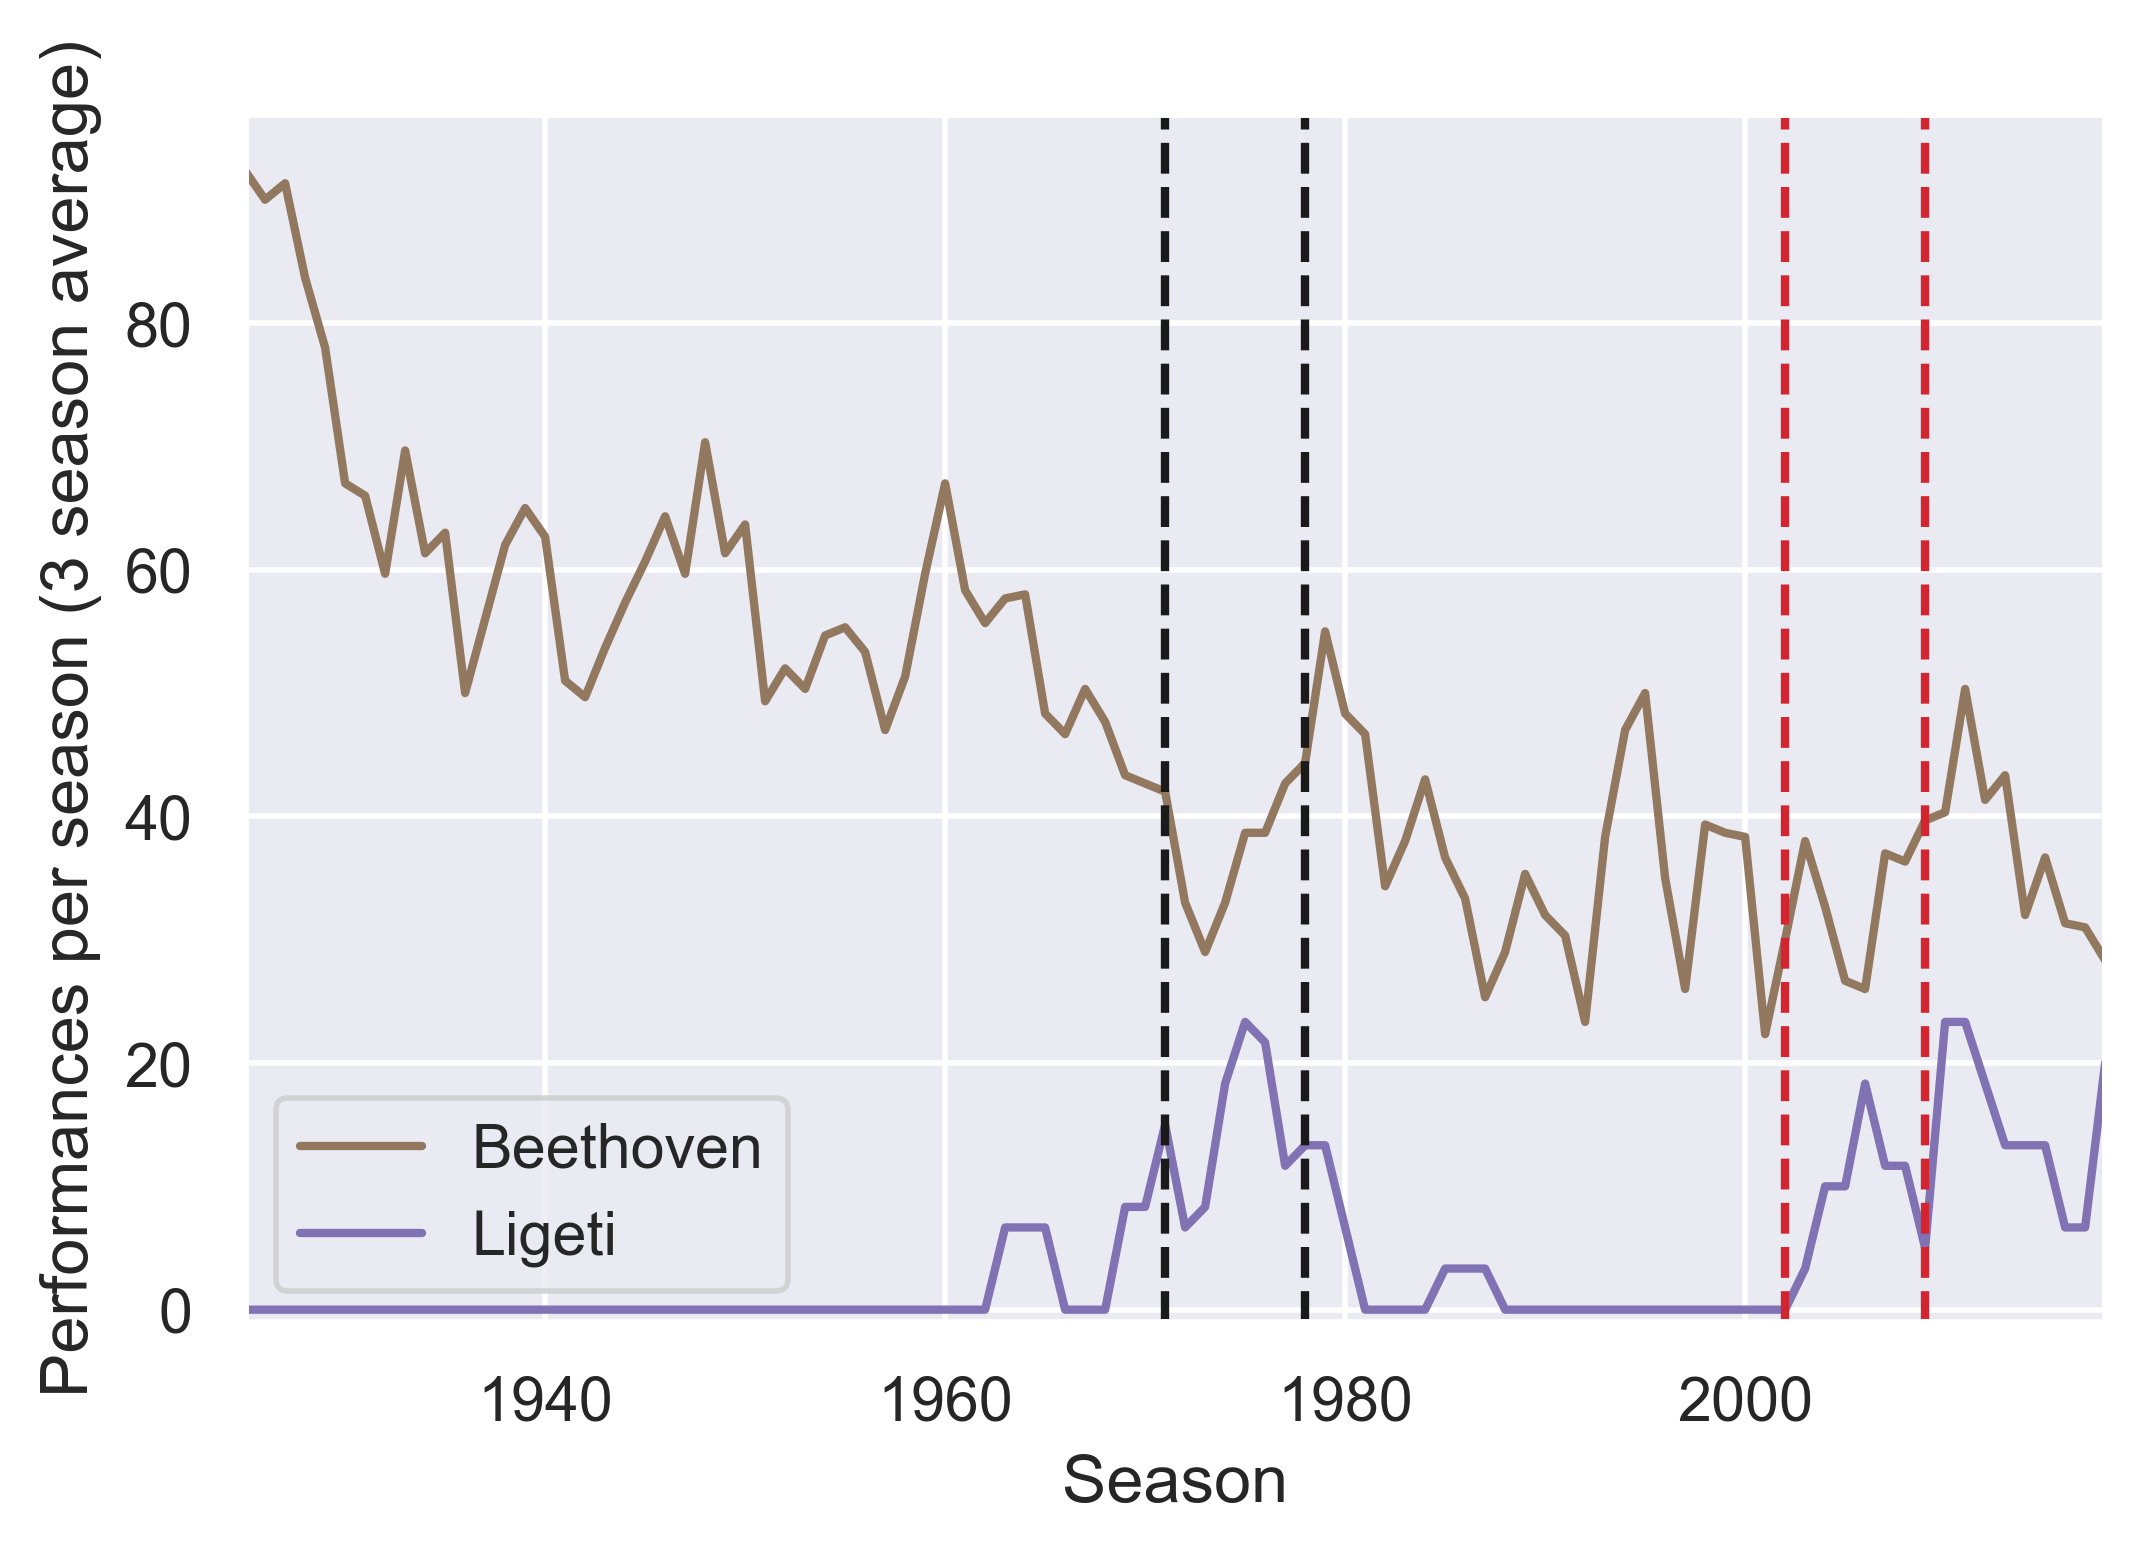 Performances per season (3 season average)
80
60
40
20
0
Beethoven
Ligeti
1940 1960 1980 2000
Season